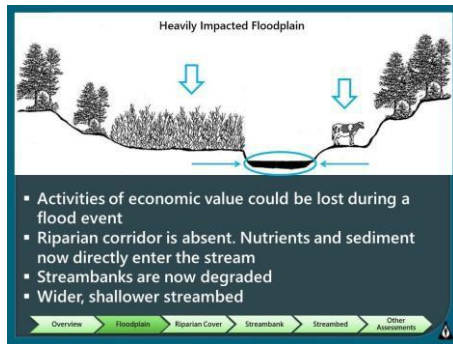 Heavily Impacted Floodplain
▪ Activities of economic value could be lost during a
flood event
▪ Riparian corridor is absent. Nutrients and sediment
now directly enter the stream
▪ Streambanks are now degraded
▪ Wider, shallower streambed
Overview
Floodplain
Riparian Cover
Streambank
Streambed
Other
Assessments